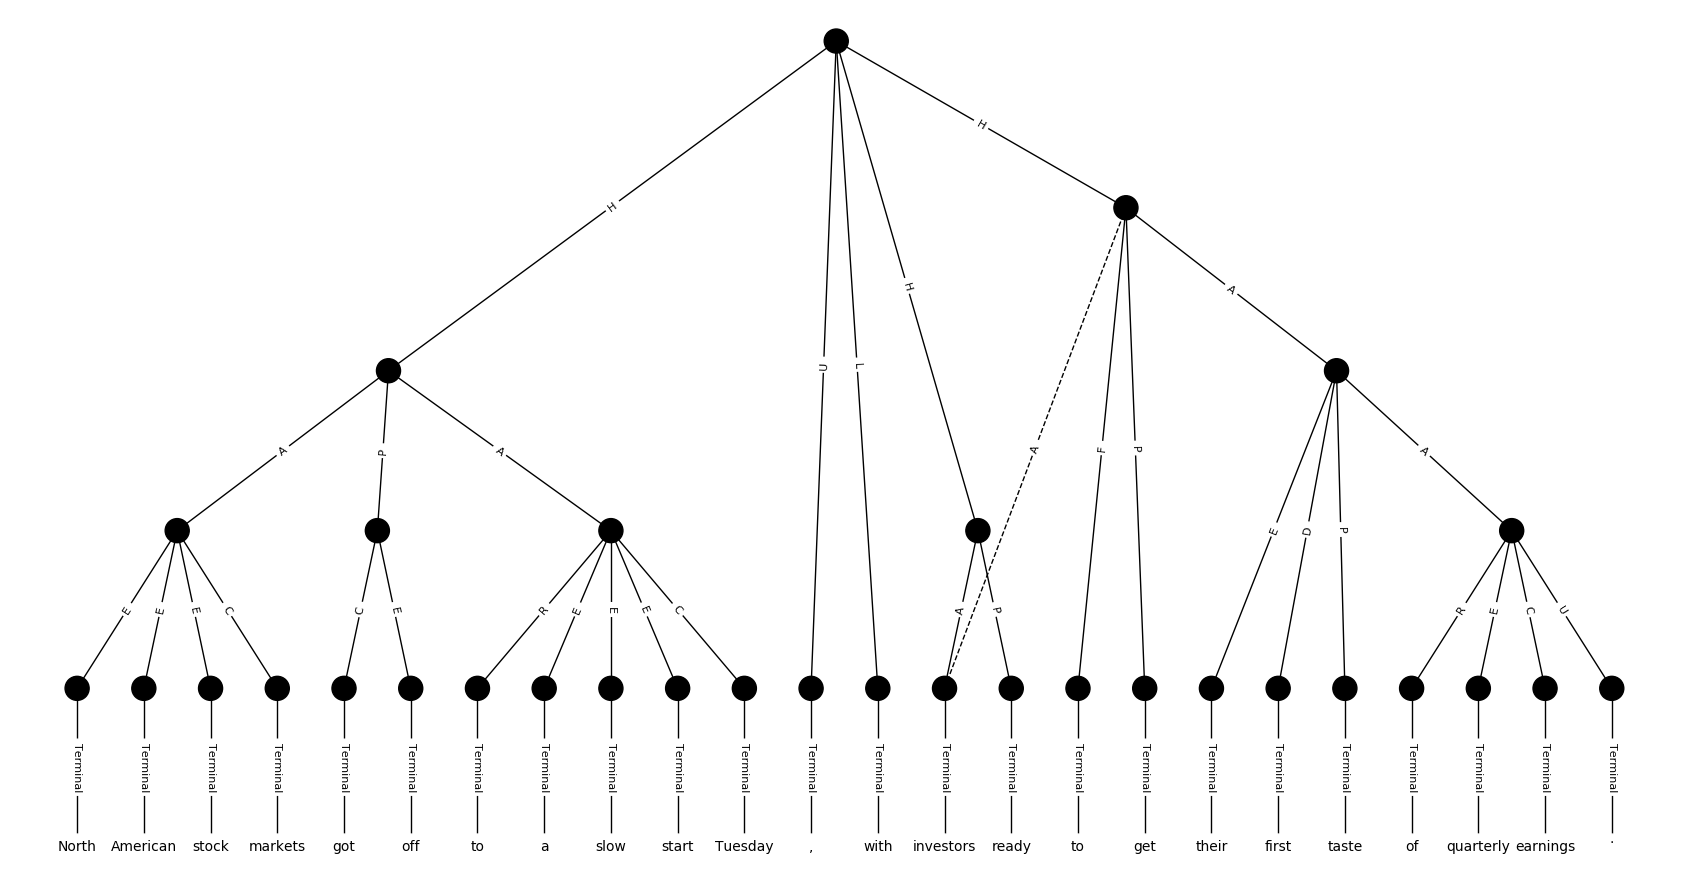 H
H
A
H
U L
A P A A F P A
E D P
E E E C C E R E E E C A P R E C U
Terminal Terminal Terminal Terminal Terminal Terminal Terminal Terminal Terminal Terminal Terminal Terminal Terminal Terminal Terminal Terminal Terminal Terminal Terminal Terminal Terminal Terminal Terminal Terminal
North American stock markets got off to a slow start Tuesday , with investors ready to get their first taste of quarterly earnings .